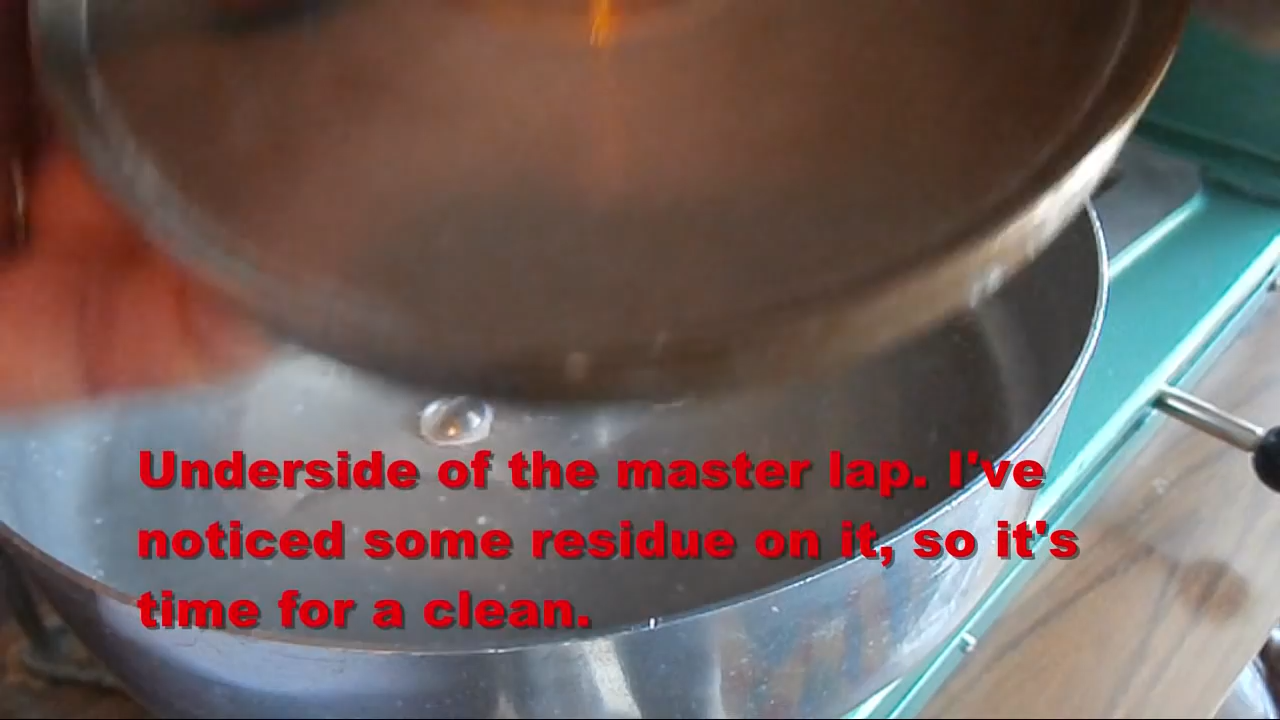 Underside of the master lap. I've
noticed some residue on it, so it's
time for a clean.